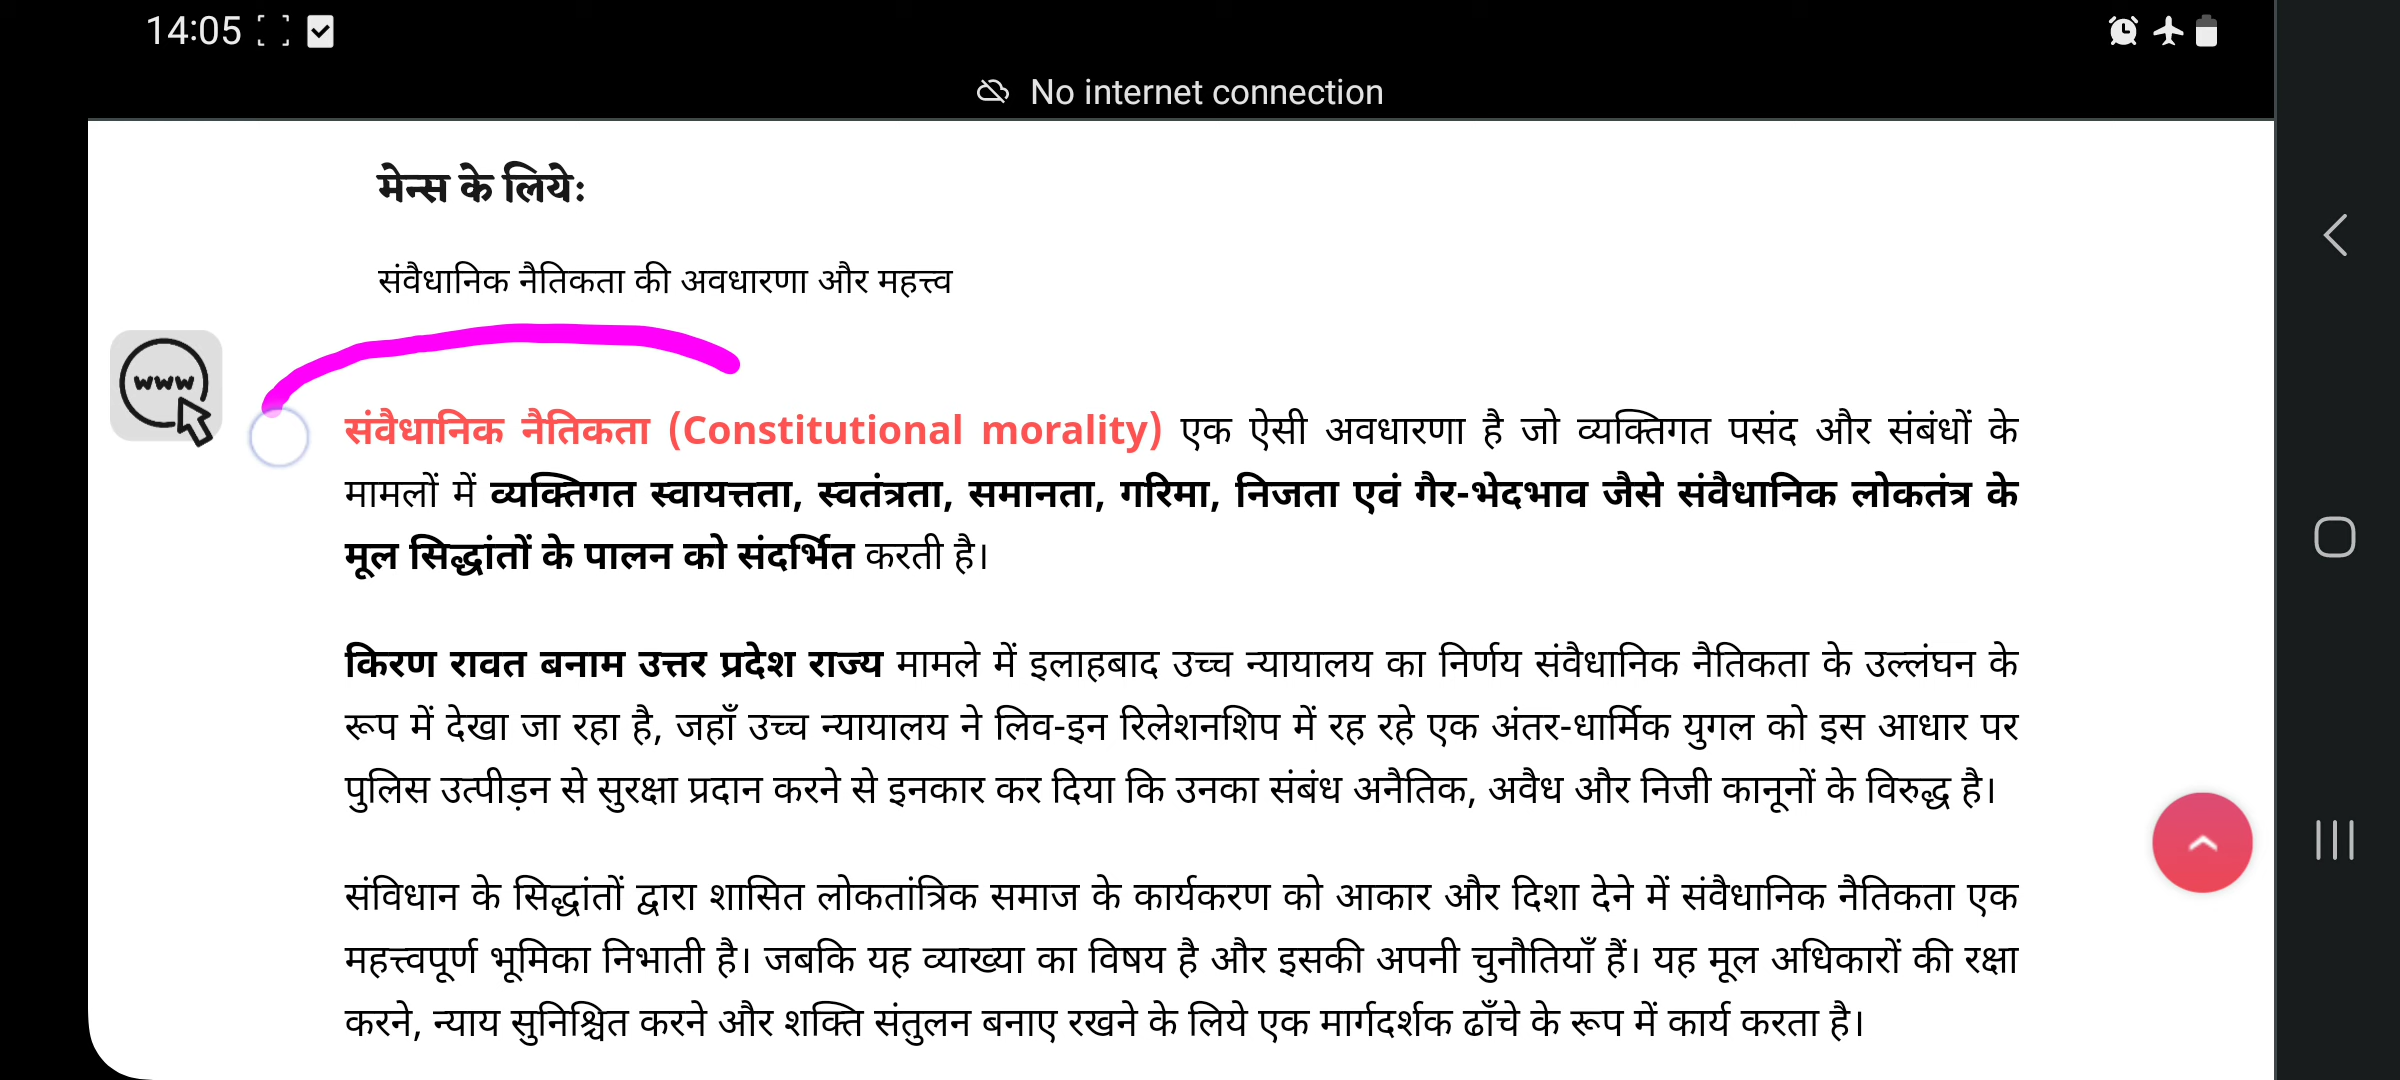 14:05
No internet connection
मेन्स के लिये:
संवैधानिक नैतिकता की अवधारणा और महत्त्व
www
संवैधानिक नैतिकता (Constitutional morality) एक ऐसी अवधारणा है जो व्यक्तिगत पसंद और संबंधों के
मामलों में व्यक्तिगत स्वायत्तता, स्वतंत्रता, समानता, गरिमा, निजता एवं गैर-भेदभाव जैसे संवैधानिक लोकतंत्र के
मूल सिद्धांतों के पालन को संदर्भित करती है।
किरण रावत बनाम उत्तर प्रदेश राज्य मामले में इलाहबाद उच्च न्यायालय का निर्णय संवैधानिक नैतिकता के उल्लंघन के
रूप में देखा जा रहा है, जहाँ उच्च न्यायालय ने लिव-इन रिलेशनशिप में रह रहे एक अंतर-धार्मिक युगल को इस आधार पर
पुलिस उत्पीड़न से सुरक्षा प्रदान करने से इनकार कर दिया कि उनका संबंध अनैतिक, अवैध और निजी कानूनों के विरुद्ध है।
संविधान के सिद्धांतों द्वारा शासित लोकतांत्रिक समाज के कार्यकरण को आकार और दिशा देने में संवैधानिक नैतिकता एक
महत्त्वपूर्ण भूमिका निभाती है। जबकि यह व्याख्या का विषय है और इसकी अपनी चुनौतियाँ हैं। यह मूल अधिकारों की रक्षा
करने, न्याय सुनिश्चित करने और शक्ति संतुलन बनाए रखने के लिये एक मार्गदर्शक ढाँचे के रूप में कार्य करता है।